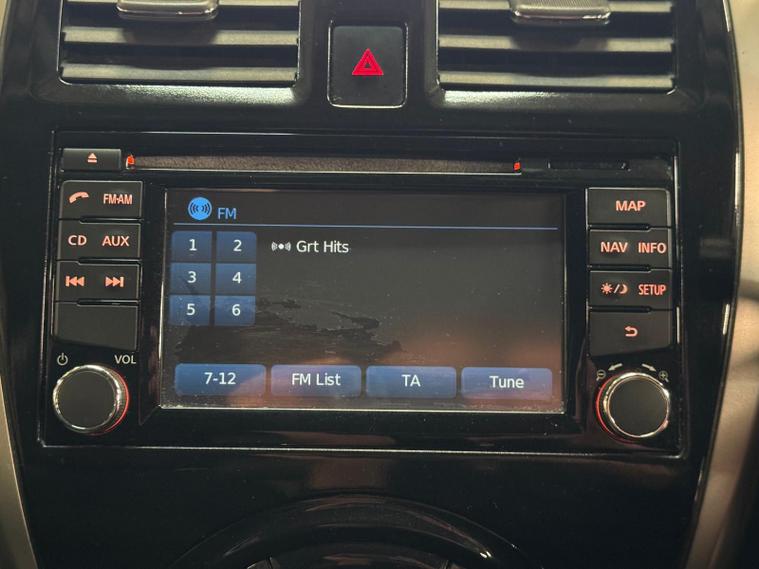 FM-AM
CD AUX
VOL
FM
1 2 Grt Hits
3 4
5 6
7-12 FM List TA Tune
MAP
NAV INFO
SETUP